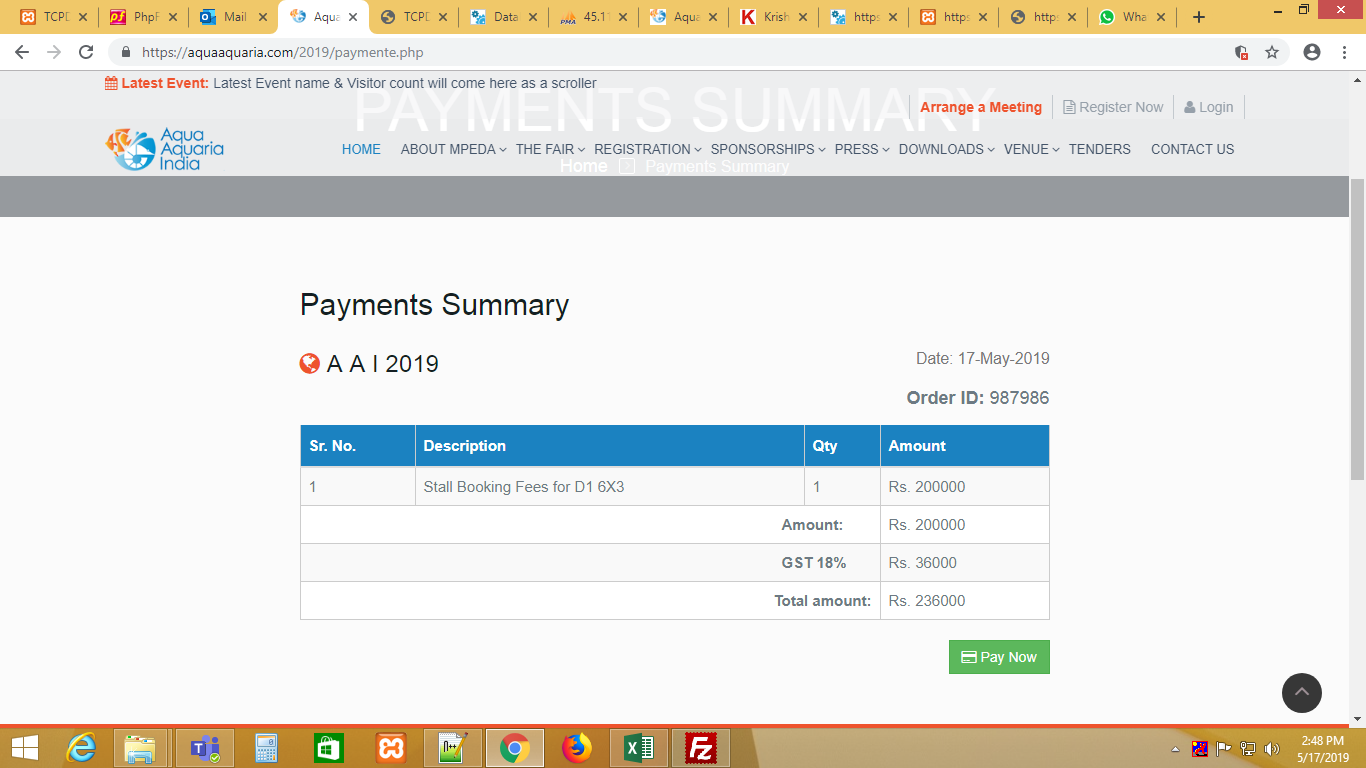 TCPD
PhpF
Mail
Aqua
TCPD
Data
45.11
Aqua
Krish
https
https
https
Wha
https://aquaaquaria.com/2019/paymente.php
Latest Event: Latest Event name & Visitor count will come here as a scroller
PAYMENTS SUMMARY
Arrange a Meeting Register Now Login
Aqua
Aquaria
India
HOME ABOUT MPEDA THE FAIR REGISTRATION SPONSORSHIPS PRESS DOWNLOADS VENUE TENDERS CONTACT US
Home Payments Summary
Payments Summary
A A I 2019
Date: 17-May-2019
Order ID: 987986
Sr. No. Description Qty Amount
1 Stall Booking Fees for D1 6X3 1 Rs. 200000
Amount: Rs. 200000
GST 18% Rs. 36000
Total amount: Rs. 236000
Pay Now
2:48 PM
5/17/2019